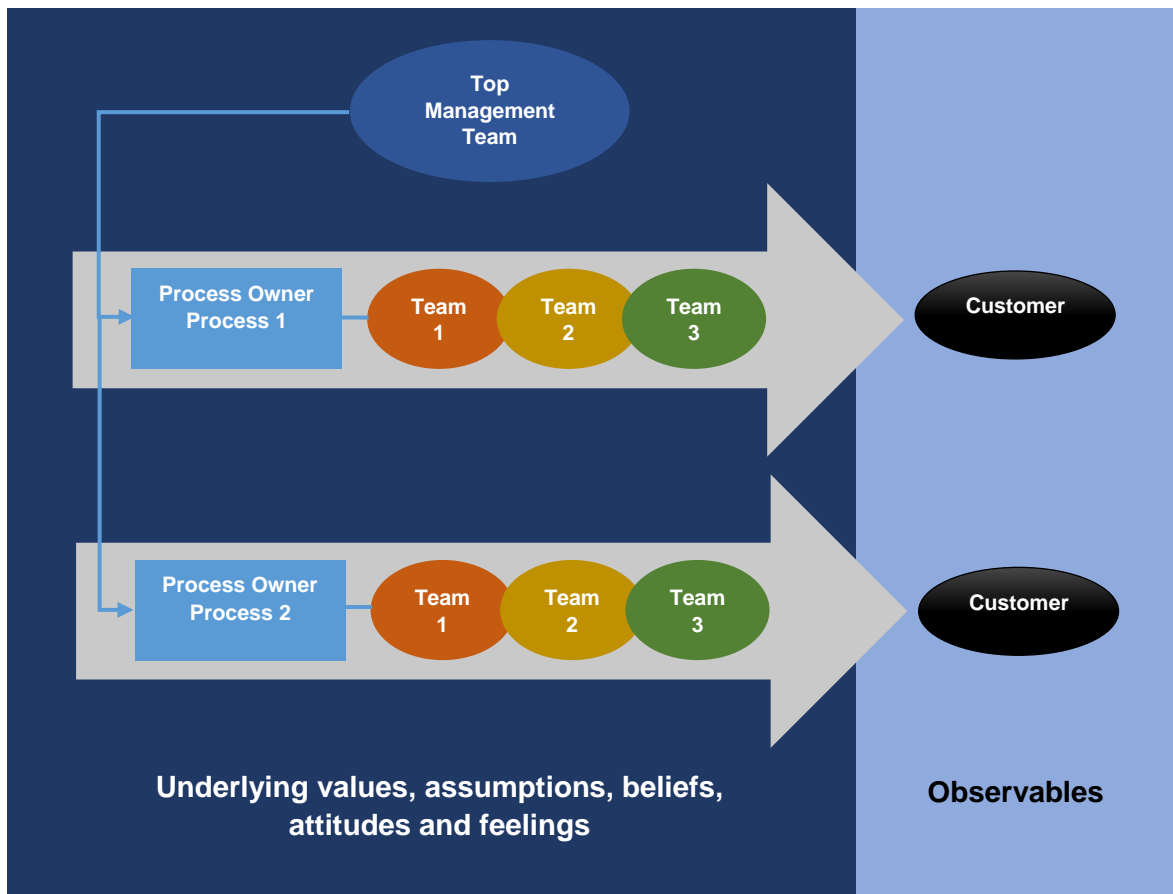 Top
Management
Team
Process Owner
Process 1
Team
1
Team
2
Team
3
Customer
Process Owner
Process 2
Team
1
Team
2
Team
3
Customer
Underlying values, assumptions, beliefs,
attitudes and feelings
Observables